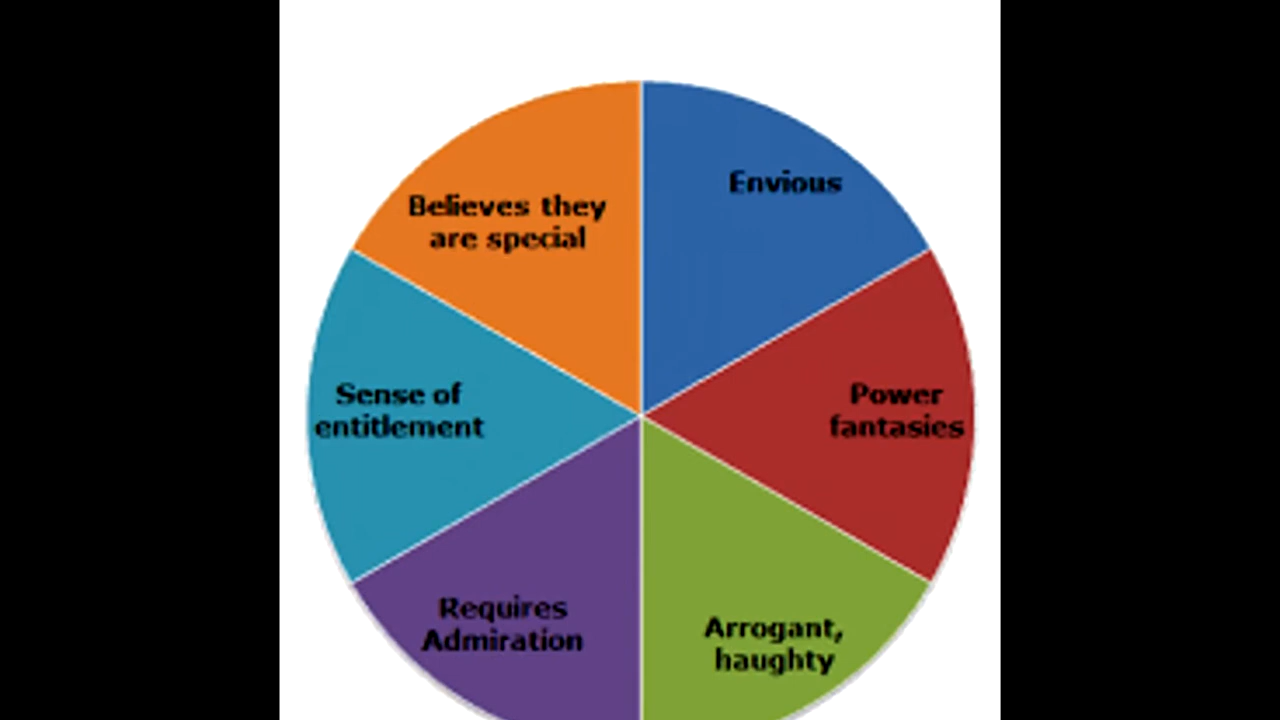 Believes they
are special
Envious
Sense of
entitlement
Power
fantasies
Requires
Admiration
Arrogant,
haughty